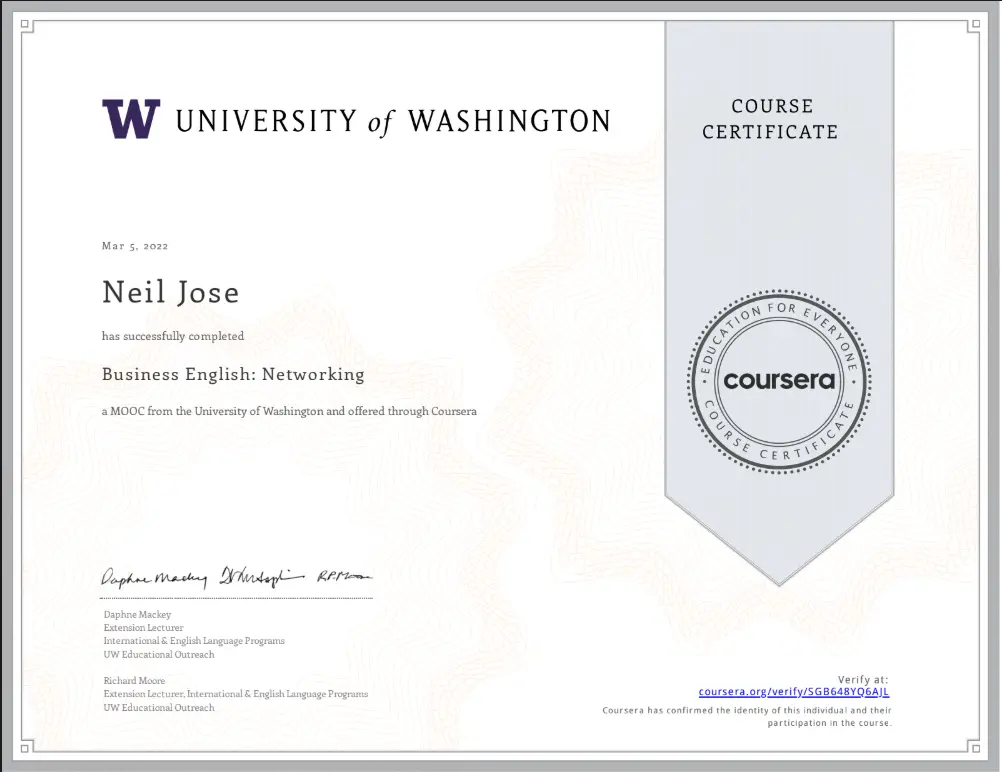 W UNIVERSITY of WASHINGTON
COURSE
CERTIFICATE
Mar 5, 2022
Neil Jose
has successfully completed
Business English: Networking
a MOOC from the University of Washington and offered through Coursera
EDUCATION FOR EVERYONE
coursera
COURSE CERTIFICATE
Daphne Mackey
Daphne Mackey
Extension Lecturer
International & English Language Programs
UW Educational Outreach
Richard Moore
Extension Lecturer, International & English Language Programs
UW Educational Outreach
Verify at:
coursera.org/verify/SGB648YQ6AJL
Coursera has confirmed the identity of this individual and their
participation in the course.